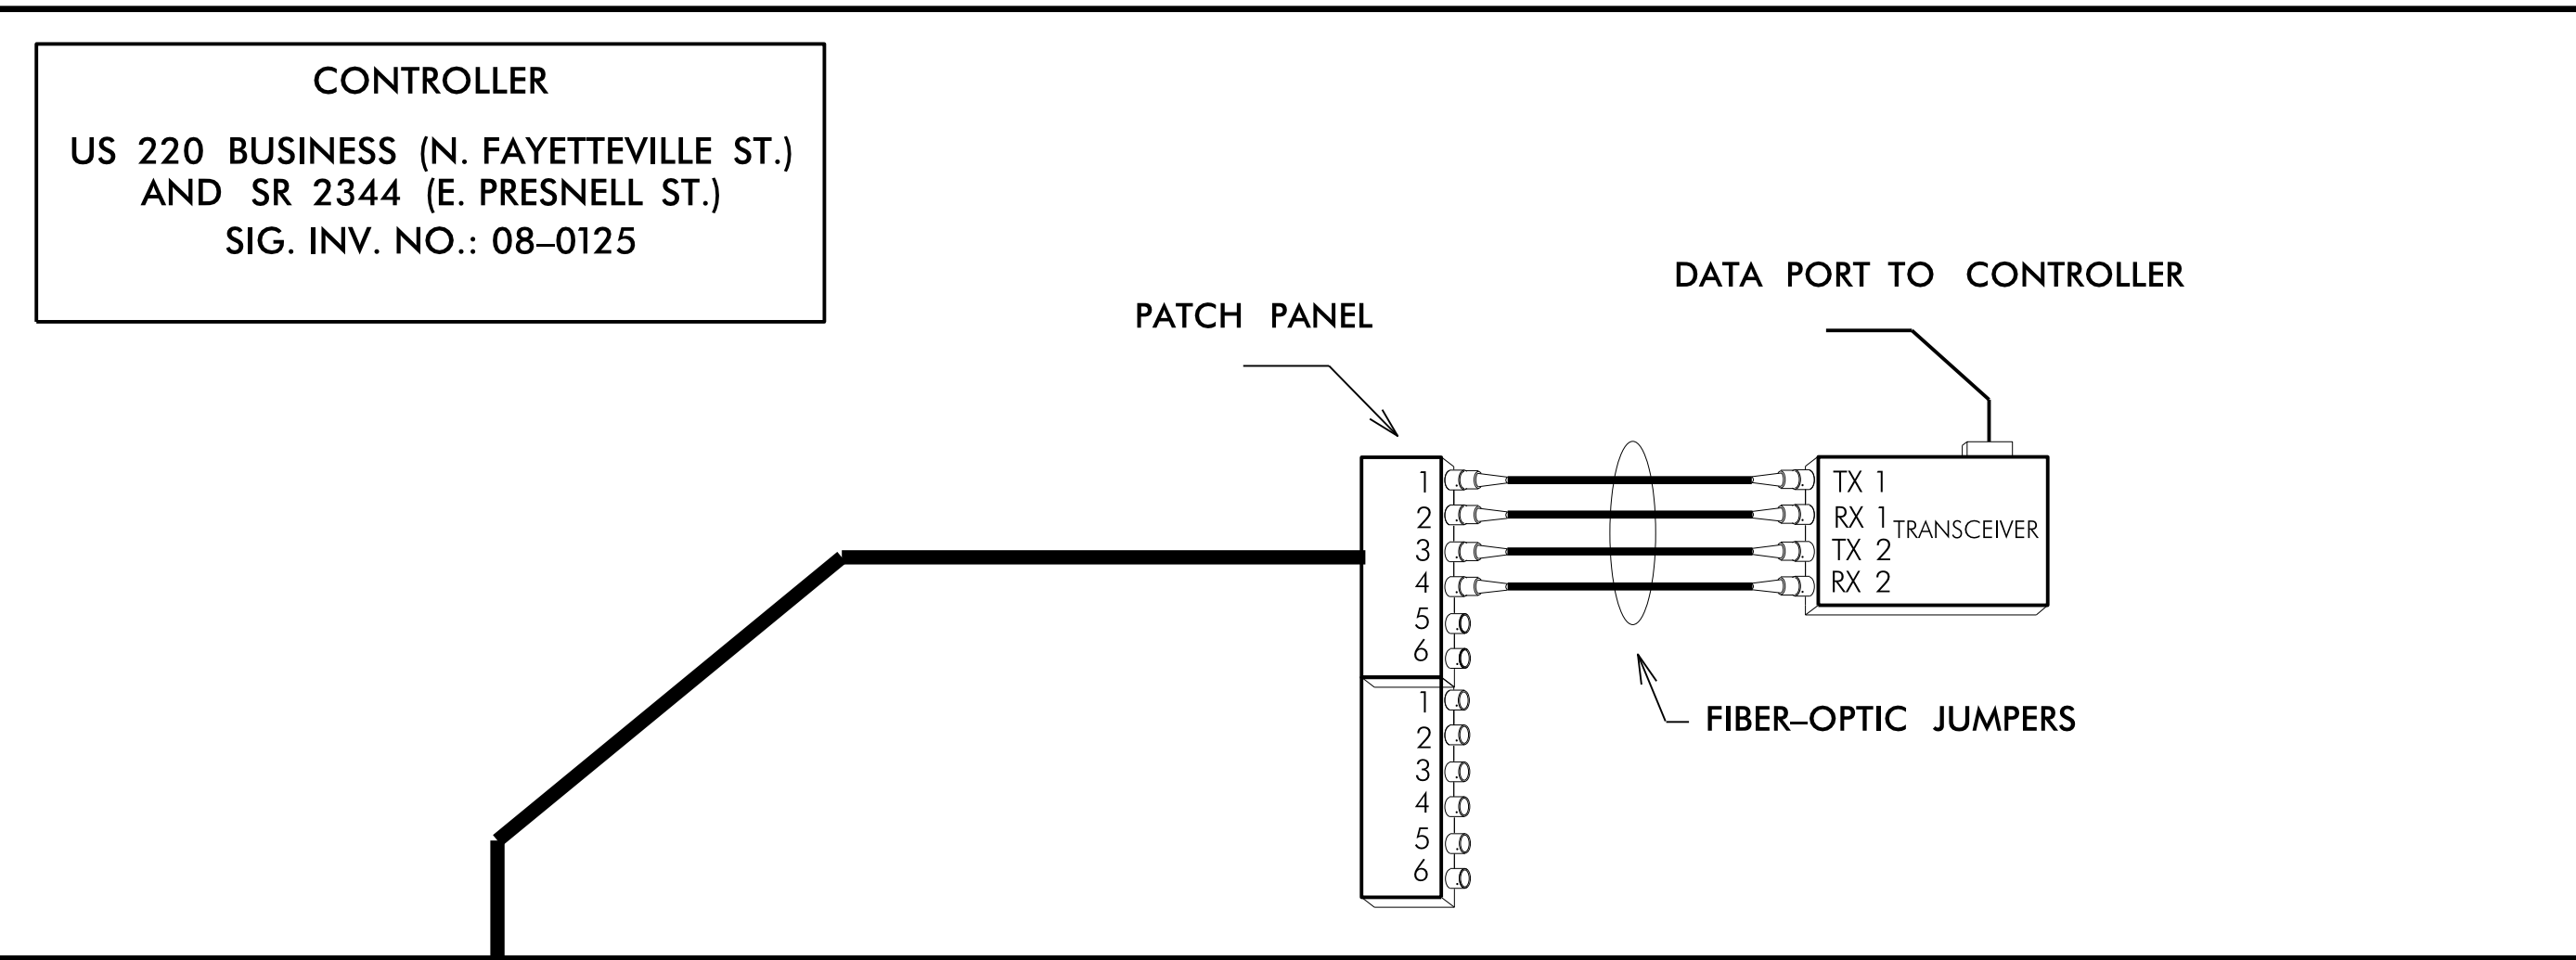 CONTROLLER
US 220 BUSINESS (N. FAYETTEVILLE ST.)
AND SR 2344 (E. PRESNELL ST.)
SIG. INV. NO.: 08–0125
DATA PORT TO CONTROLLER
PATCH PANEL
1
2
3
4
5
6
1
2
3
4
5
6
TX 1
RX 1
TRANSCEIVER
TX 2
RX 2
FIBER–OPTIC JUMPERS